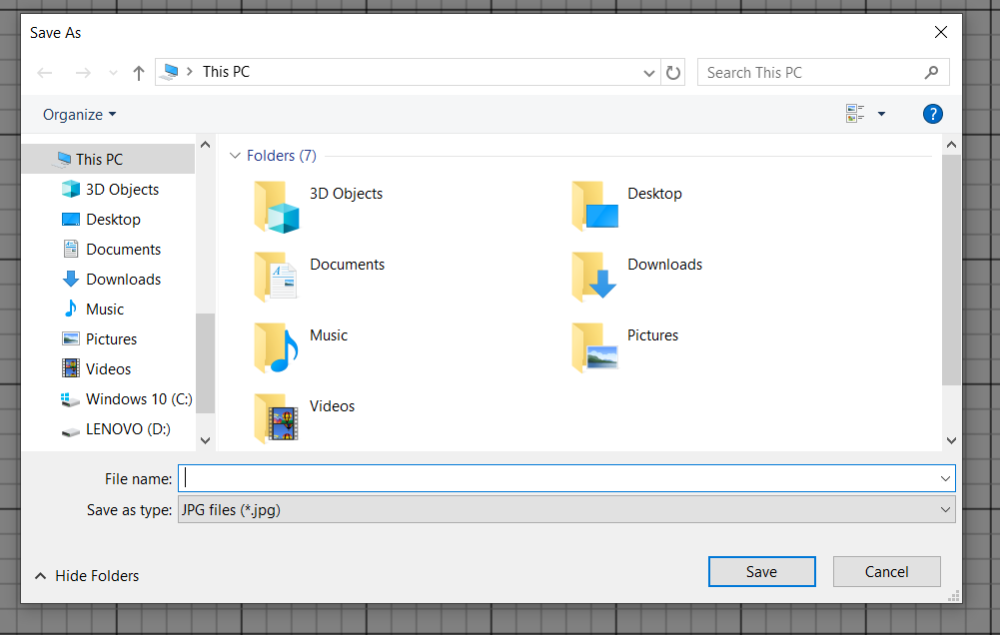 Save As
This PC
Search This PC
Organize
?
This PC
3D Objects
Desktop
Documents
Downloads
Music
Pictures
Videos
Windows 10 (C:)
LENOVO (D:)
Folders (7)
3D Objects
Desktop
Documents
Downloads
Music
Pictures
Videos
File name:
Save as type: JPG files (*.jpg)
Hide Folders
Save
Cancel